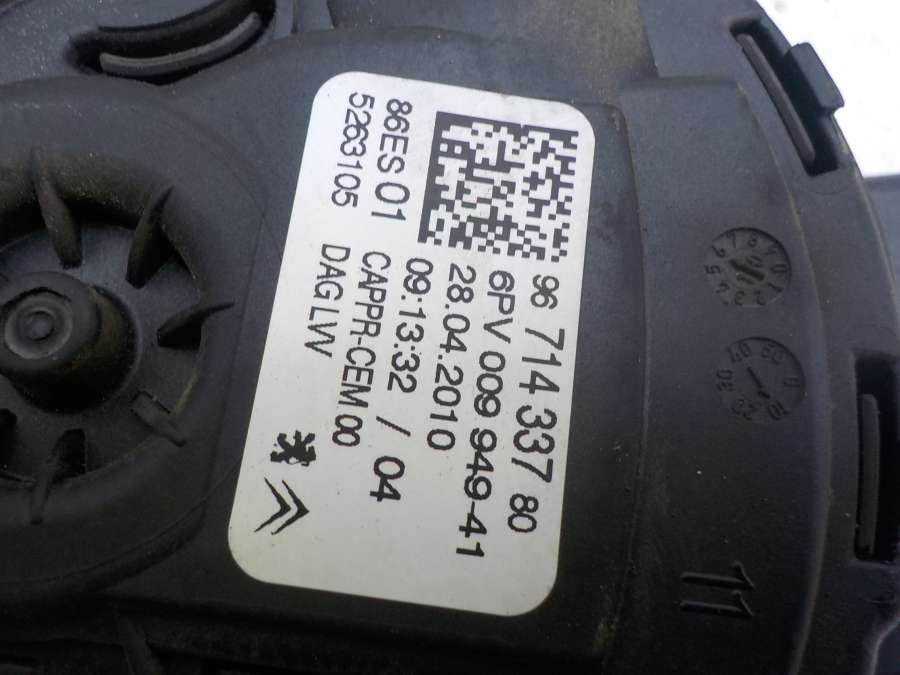 96 714 337 80
6PV 009 949-41
28.04.2010
09:13:32 / 04
86ES 01 CAPPR-CEM 00
5263105 DAG LVV
11